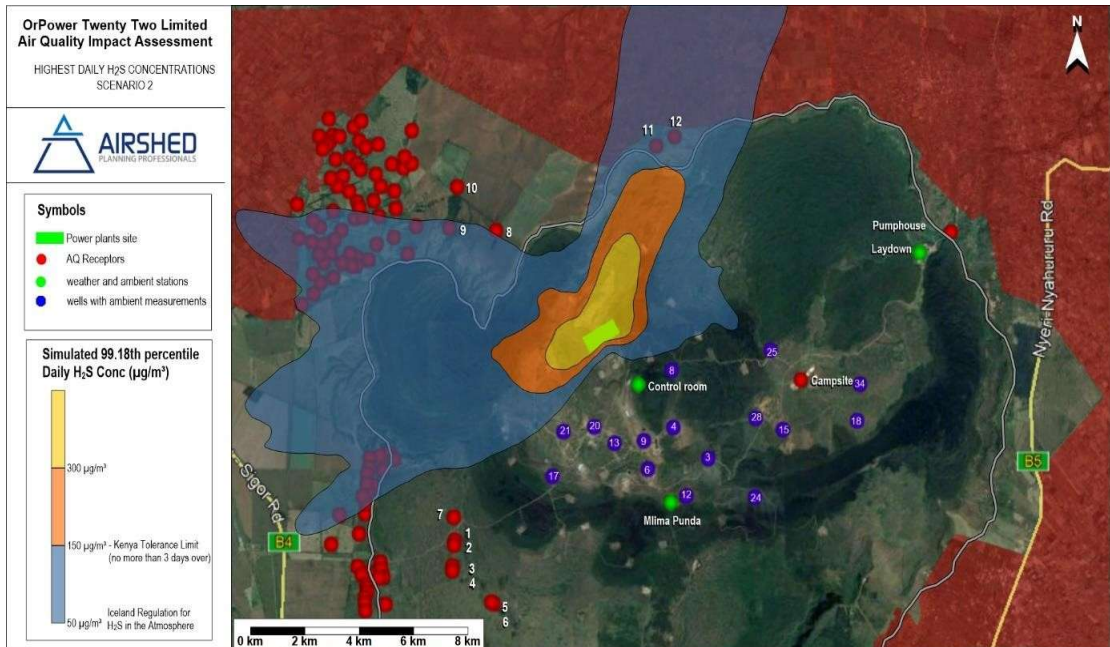 OrPower Twenty Two Limited
Air Quality Impact Assessment
HIGHEST DAILY H2S CONCENTRATIONS
SCENARIO 2
AIRSHED
PLANNING PROFESSIONALS
Symbols
Power plants site
AQ Receptors
weather and ambient stations
wells with ambient measurements
Simulated 99.18th percentile
Daily H₂S Conc (µg/m³)
300 µg/m³
150 µg/m³ - Kenya Tolerance Limit
(no more than 3 days over)
Iceland Regulation for
50 µg/m³ H₂S in the Atmosphere
N
12
11
10
9
8
Pumphouse
Laydown
Nyeri-Nyahururu Rd
25
8
Control room
Campsite
34
28
18
21
20
4
15
13
9
3
B5
6
17
12
24
Mlima Punda
Sigor Rd
B4
7
1
2
3
4
5
6
0 km 2 km 4 km 6 km 8 km